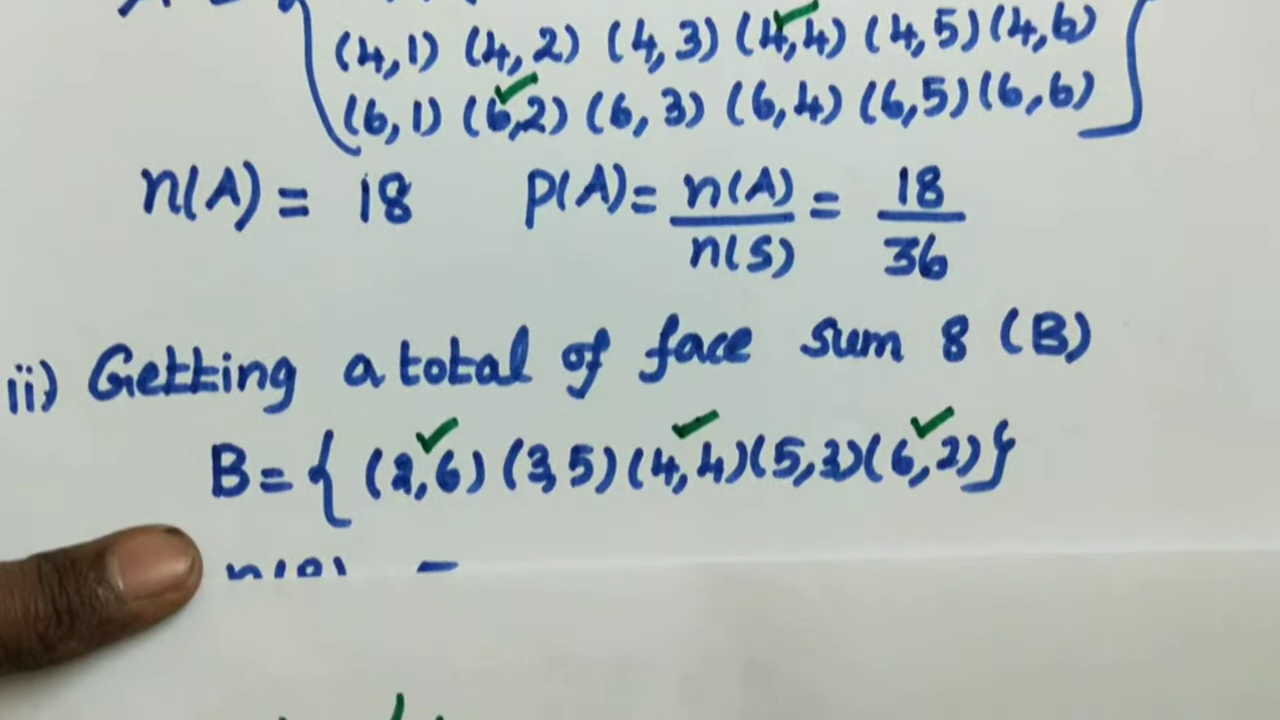 (4,1) (4,2) (4,3) (4,4) (4,5) (4,6)
(6,1) (6,2) (6,3) (6,4) (6,5) (6,6)
n(A) = 18 P(A) = n(A)/n(S) = 18/36
ii) Getting a total of face sum 8 (B)
B = { (2,6) (3,5) (4,4) (5,3) (6,2) }